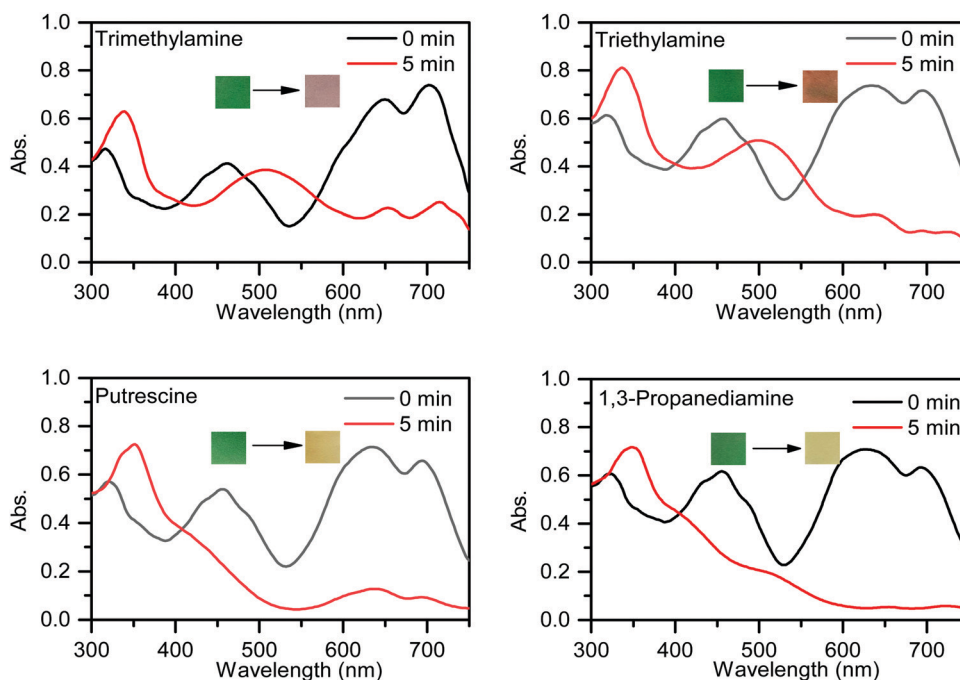 Trimethylamine
0 min
5 min
Abs.
1.0
0.8
0.6
0.4
0.2
0.0
300 400 500 600 700
Wavelength (nm)
Triethylamine
0 min
5 min
Abs.
1.0
0.8
0.6
0.4
0.2
0.0
300 400 500 600 700
Wavelength (nm)
Putrescine
0 min
5 min
Abs.
1.0
0.8
0.6
0.4
0.2
0.0
300 400 500 600 700
Wavelength (nm)
1,3-Propanediamine
0 min
5 min
Abs.
1.0
0.8
0.6
0.4
0.2
0.0
300 400 500 600 700
Wavelength (nm)